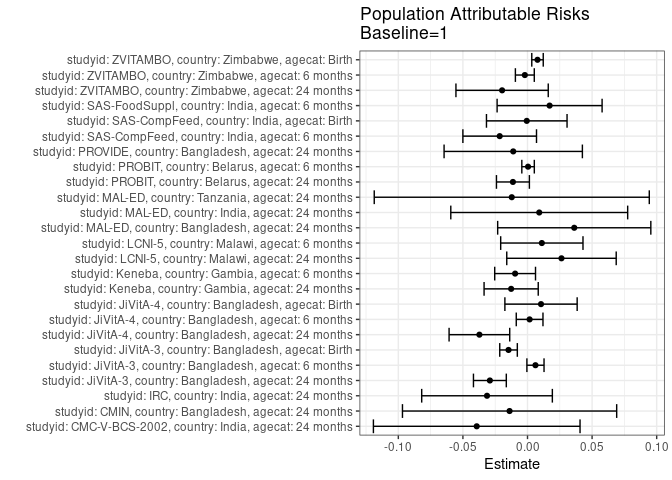 Population Attributable Risks
Baseline=1
studyid: ZVITAMBO, country: Zimbabwe, agecat: Birth
studyid: ZVITAMBO, country: Zimbabwe, agecat: 6 months
studyid: ZVITAMBO, country: Zimbabwe, agecat: 24 months
studyid: SAS-FoodSuppl, country: India, agecat: 6 months
studyid: SAS-CompFeed, country: India, agecat: Birth
studyid: SAS-CompFeed, country: India, agecat: 6 months
studyid: PROVIDE, country: Bangladesh, agecat: 24 months
studyid: PROBIT, country: Belarus, agecat: 6 months
studyid: PROBIT, country: Belarus, agecat: 24 months
studyid: MAL-ED, country: Tanzania, agecat: 24 months
studyid: MAL-ED, country: India, agecat: 24 months
studyid: MAL-ED, country: Bangladesh, agecat: 24 months
studyid: LCNI-5, country: Malawi, agecat: 6 months
studyid: LCNI-5, country: Malawi, agecat: 24 months
studyid: Keneba, country: Gambia, agecat: 6 months
studyid: Keneba, country: Gambia, agecat: 24 months
studyid: JiVitA-4, country: Bangladesh, agecat: Birth
studyid: JiVitA-4, country: Bangladesh, agecat: 6 months
studyid: JiVitA-4, country: Bangladesh, agecat: 24 months
studyid: JiVitA-3, country: Bangladesh, agecat: Birth
studyid: JiVitA-3, country: Bangladesh, agecat: 6 months
studyid: JiVitA-3, country: Bangladesh, agecat: 24 months
studyid: IRC, country: India, agecat: 24 months
studyid: CMIN, country: Bangladesh, agecat: 24 months
studyid: CMC-V-BCS-2002, country: India, agecat: 24 months
-0.10 -0.05 0.00 0.05 0.10
Estimate